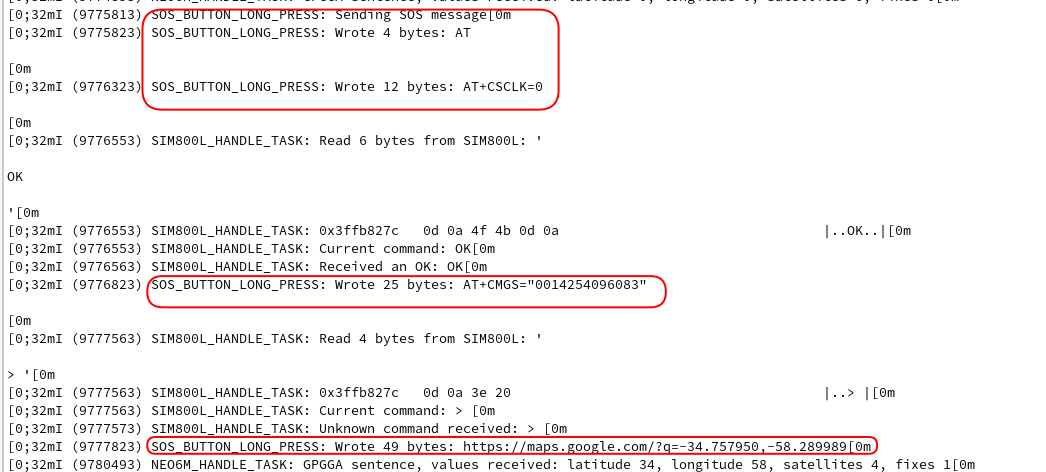 [0;32mI (9775813) SOS_BUTTON_LONG_PRESS: Sending SOS message[0m
[0;32mI (9775823) SOS_BUTTON_LONG_PRESS: Wrote 4 bytes: AT
[0m
[0;32mI (9776323) SOS_BUTTON_LONG_PRESS: Wrote 12 bytes: AT+CSCLK=0
[0m
[0;32mI (9776553) SIM800L_HANDLE_TASK: Read 6 bytes from SIM800L: '
OK
'[0m
[0;32mI (9776553) SIM800L_HANDLE_TASK: 0x3ffb827c   0d 0a 4f 4b 0d 0a                             |..OK..|[0m
[0;32mI (9776553) SIM800L_HANDLE_TASK: Current command: OK[0m
[0;32mI (9776563) SIM800L_HANDLE_TASK: Received an OK: OK[0m
[0;32mI (9776823) SOS_BUTTON_LONG_PRESS: Wrote 25 bytes: AT+CMGS="0014254096083"
[0m
[0;32mI (9777563) SIM800L_HANDLE_TASK: Read 4 bytes from SIM800L: '
> '[0m
[0;32mI (9777563) SIM800L_HANDLE_TASK: 0x3ffb827c   0d 0a 3e 20                                   |..> |[0m
[0;32mI (9777563) SIM800L_HANDLE_TASK: Current command: > [0m
[0;32mI (9777573) SIM800L_HANDLE_TASK: Unknown command received: > [0m
[0;32mI (9777823) SOS_BUTTON_LONG_PRESS: Wrote 49 bytes: https://maps.google.com/?q=-34.757950,-58.289989[0m
[0;32mI (9780493) NEO6M_HANDLE_TASK: GPGGA sentence, values received: latitude 34, longitude 58, satellites 4, fixes 1[0m